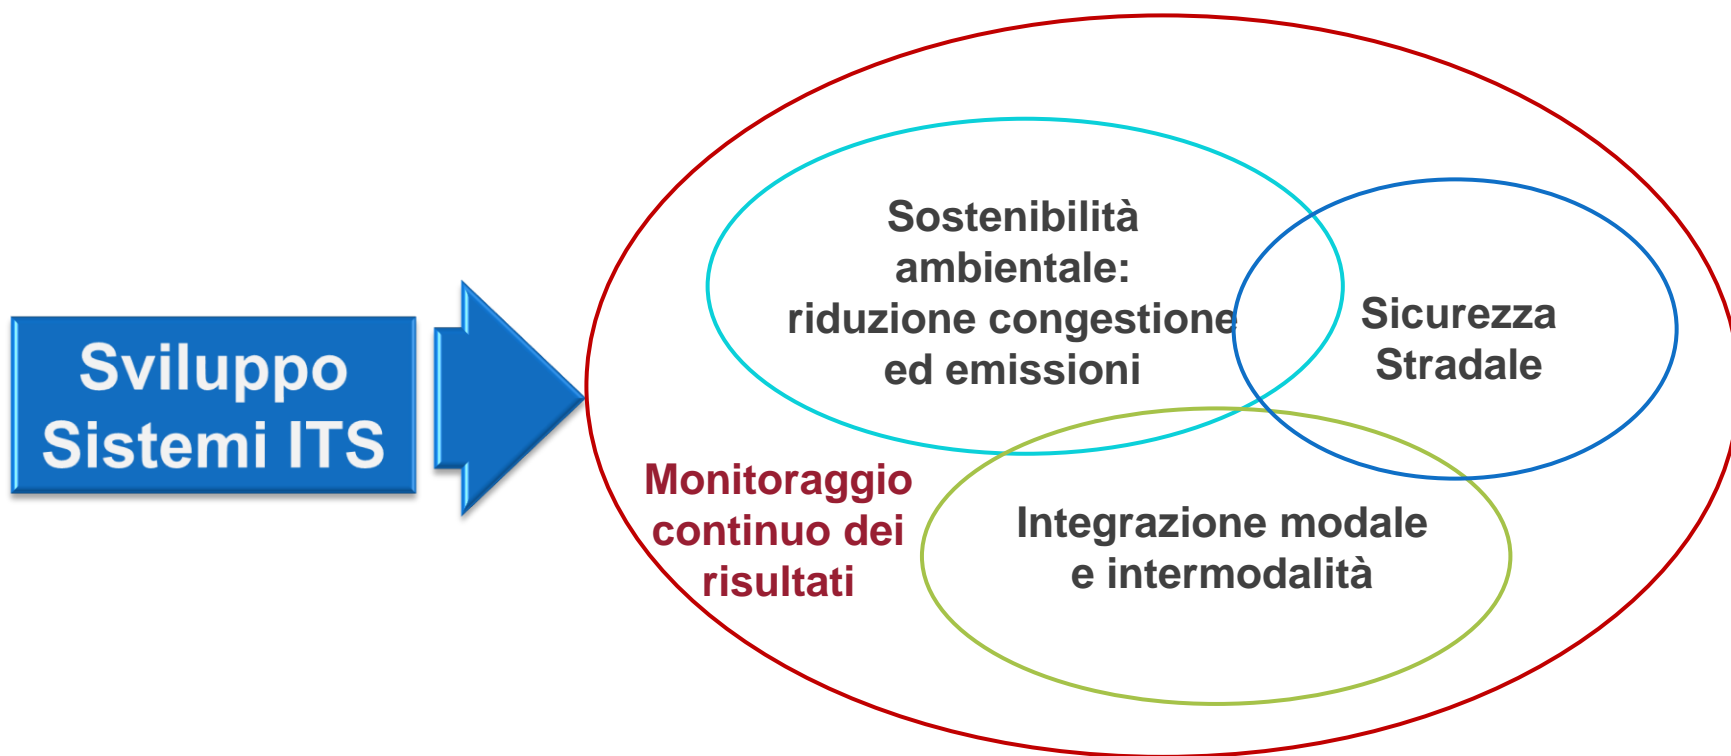 Sviluppo
Sistemi ITS
Sostenibilità
ambientale:
riduzione congestione
ed emissioni
Sicurezza
Stradale
Monitoraggio
continuo dei
risultati
Integrazione modale
e intermodalità